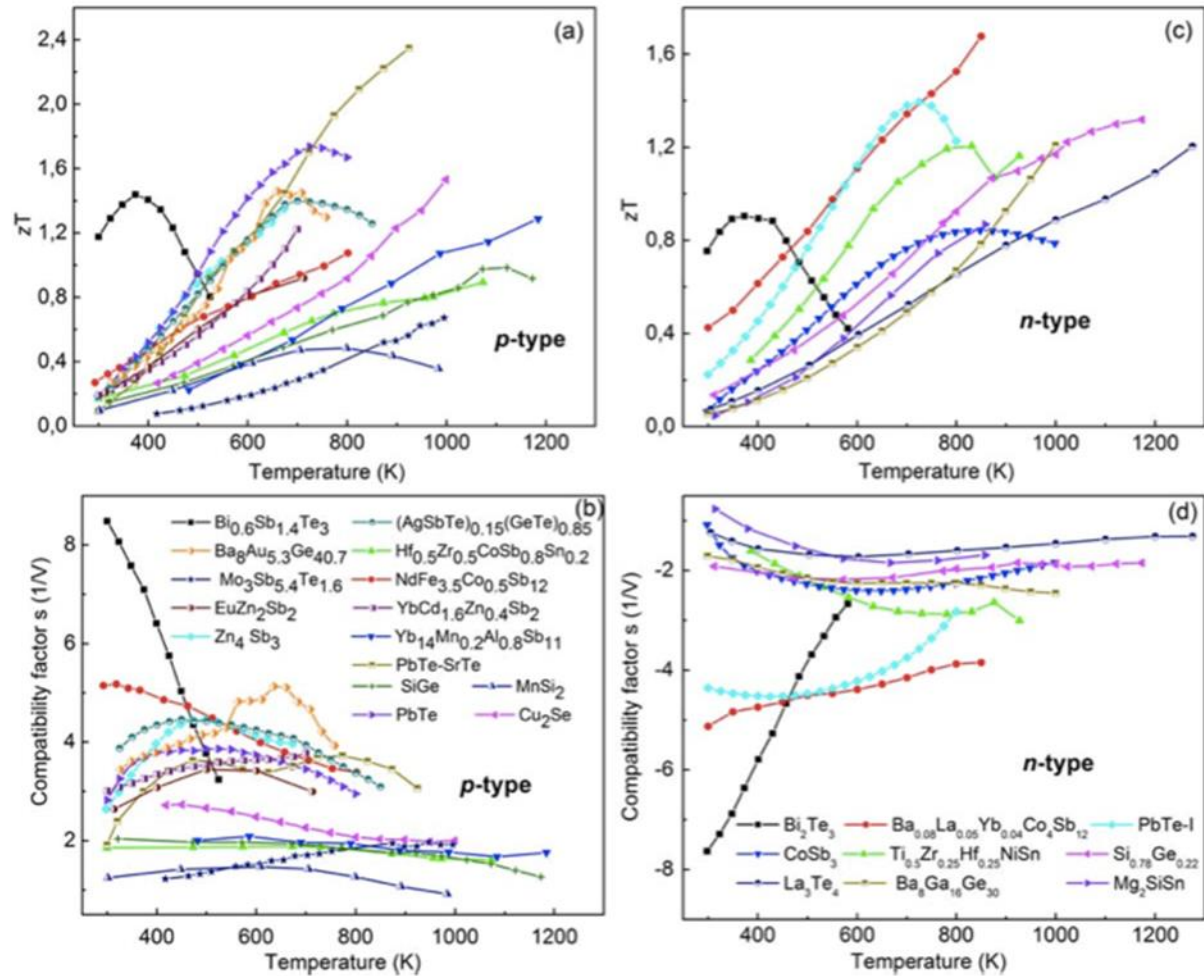 (a)
2,4
2,0
1,6
1,2
0,8
0,4
0,0
zT
p-type
400 600 800 1000 1200
Temperature (K)
(c)
1,6
1,2
0,8
0,4
0,0
zT
n-type
400 600 800 1000 1200
Temperature (K)
(b)
8
6
4
2
Compatibility factor s (1/V)
Bi0.6Sb1.4Te3 (AgSbTe)0.15(GeTe)0.85
Ba8Au5.3Ge40.7 Hf0.5Zr0.5CoSb0.8Sn0.2
Mo3Sb5.4Te1.6 NdFe3.5Co0.5Sb12
EuZn2Sb2 YbCd1.6Zn0.4Sb2
Zn4Sb3 Yb14Mn0.2Al0.8Sb11
PbTe-SrTe
SiGe MnSi2
PbTe Cu2Se
p-type
400 600 800 1000 1200
Temperature (K)
(d)
-2
-4
-6
-8
Compatibility factor s (1/V)
n-type
Bi2Te3 Ba0.08La0.05Yb0.04Co4Sb12 PbTe-I
CoSb3 Ti0.5Zr0.25Hf0.25NiSn Si0.78Ge0.22
La3Te4 Ba8Ga16Ge30 Mg2SiSn
400 600 800 1000 1200
Temperature (K)